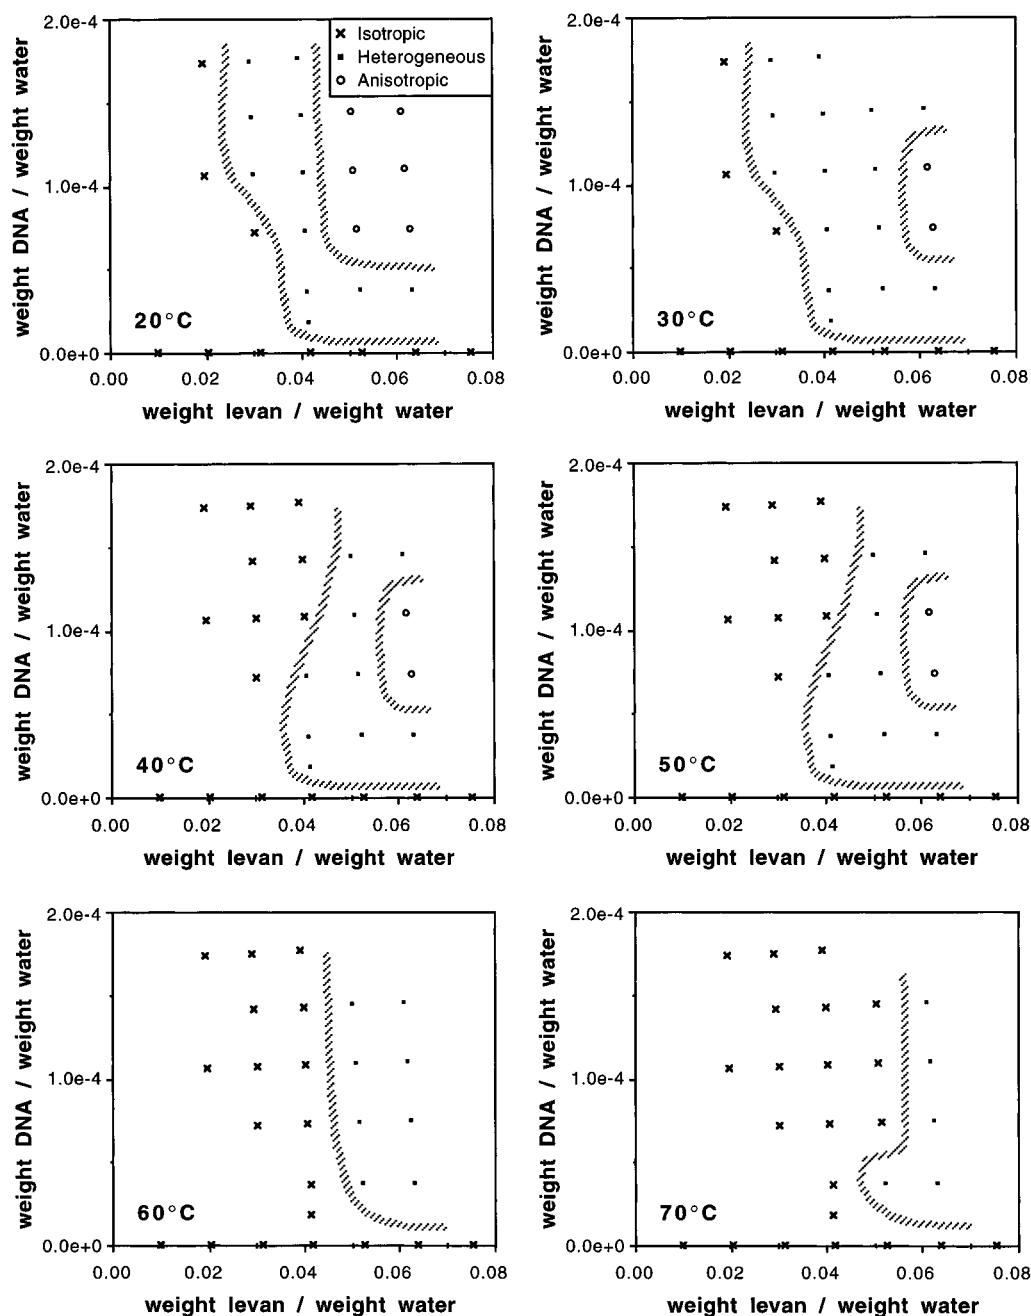 2.0e-4
1.0e-4
0.0e+0
weight DNA / weight water
Isotropic
Heterogeneous
Anisotropic
20°C
0.00 0.02 0.04 0.06 0.08
weight levan / weight water
2.0e-4
1.0e-4
0.0e+0
weight DNA / weight water
30°C
0.00 0.02 0.04 0.06 0.08
weight levan / weight water
2.0e-4
1.0e-4
0.0e+0
weight DNA / weight water
40°C
0.00 0.02 0.04 0.06 0.08
weight levan / weight water
2.0e-4
1.0e-4
0.0e+0
weight DNA / weight water
50°C
0.00 0.02 0.04 0.06 0.08
weight levan / weight water
2.0e-4
1.0e-4
0.0e+0
weight DNA / weight water
60°C
0.00 0.02 0.04 0.06 0.08
weight levan / weight water
2.0e-4
1.0e-4
0.0e+0
weight DNA / weight water
70°C
0.00 0.02 0.04 0.06 0.08
weight levan / weight water